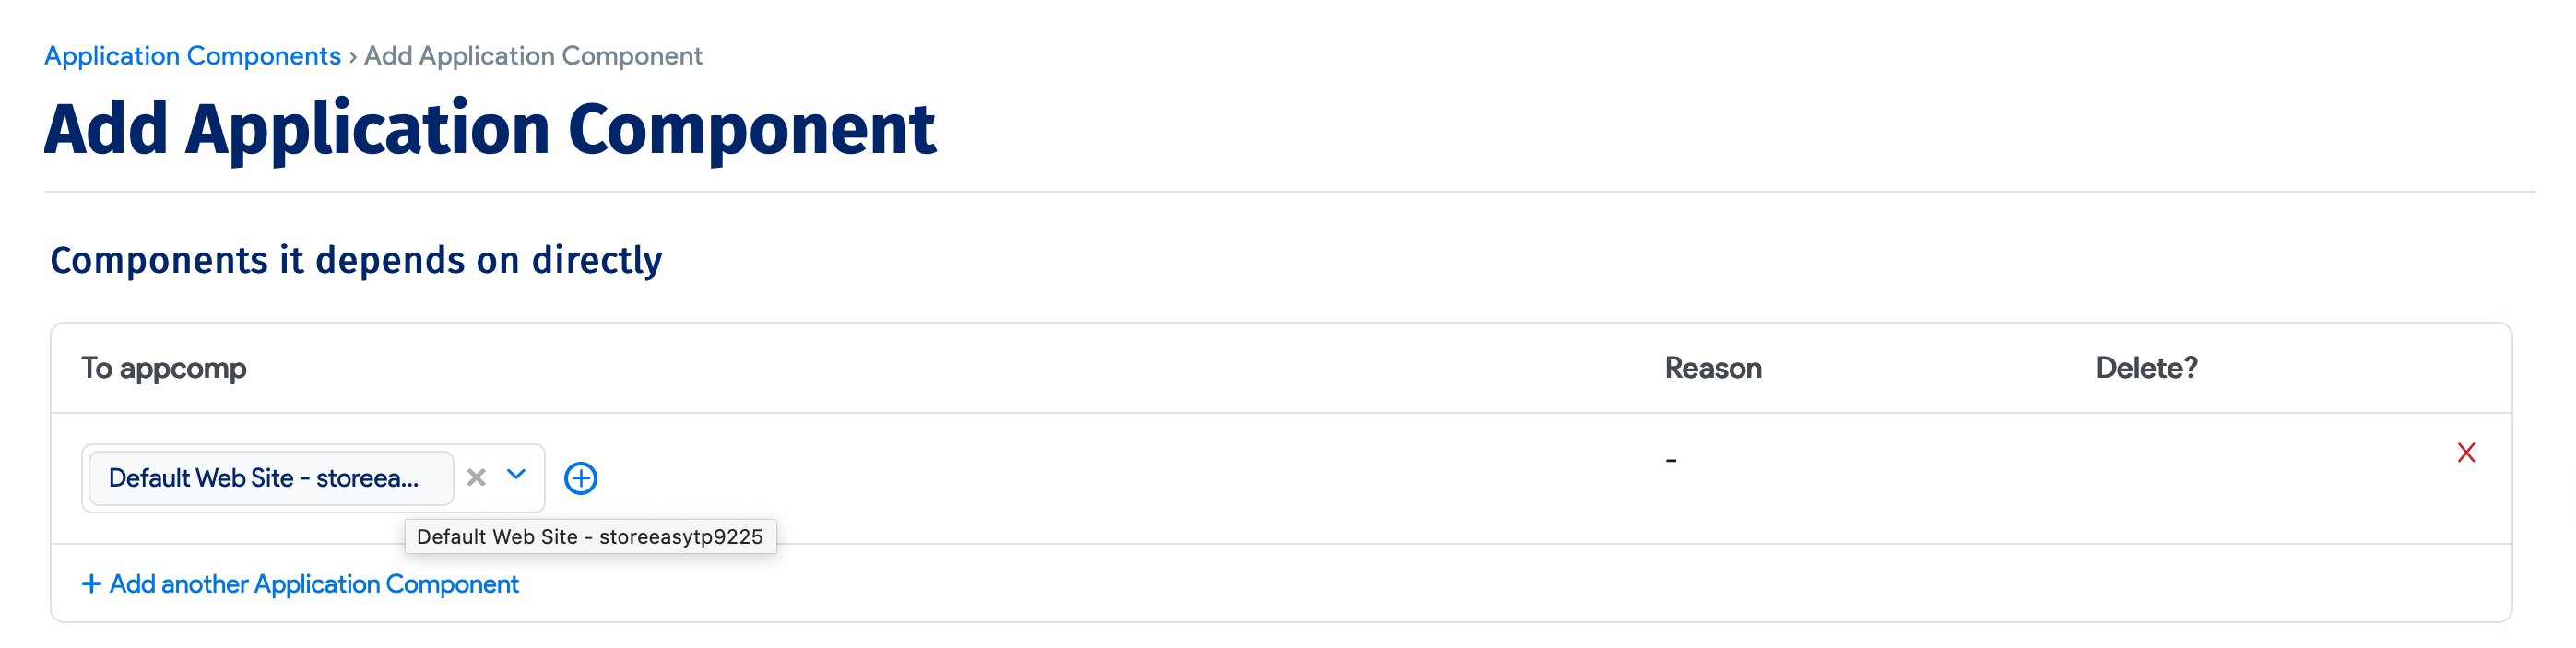 Application Components › Add Application Component
Add Application Component
Components it depends on directly
To appcomp Reason Delete?
Default Web Site - storeea... -
Default Web Site - storeeasytp9225
+ Add another Application Component